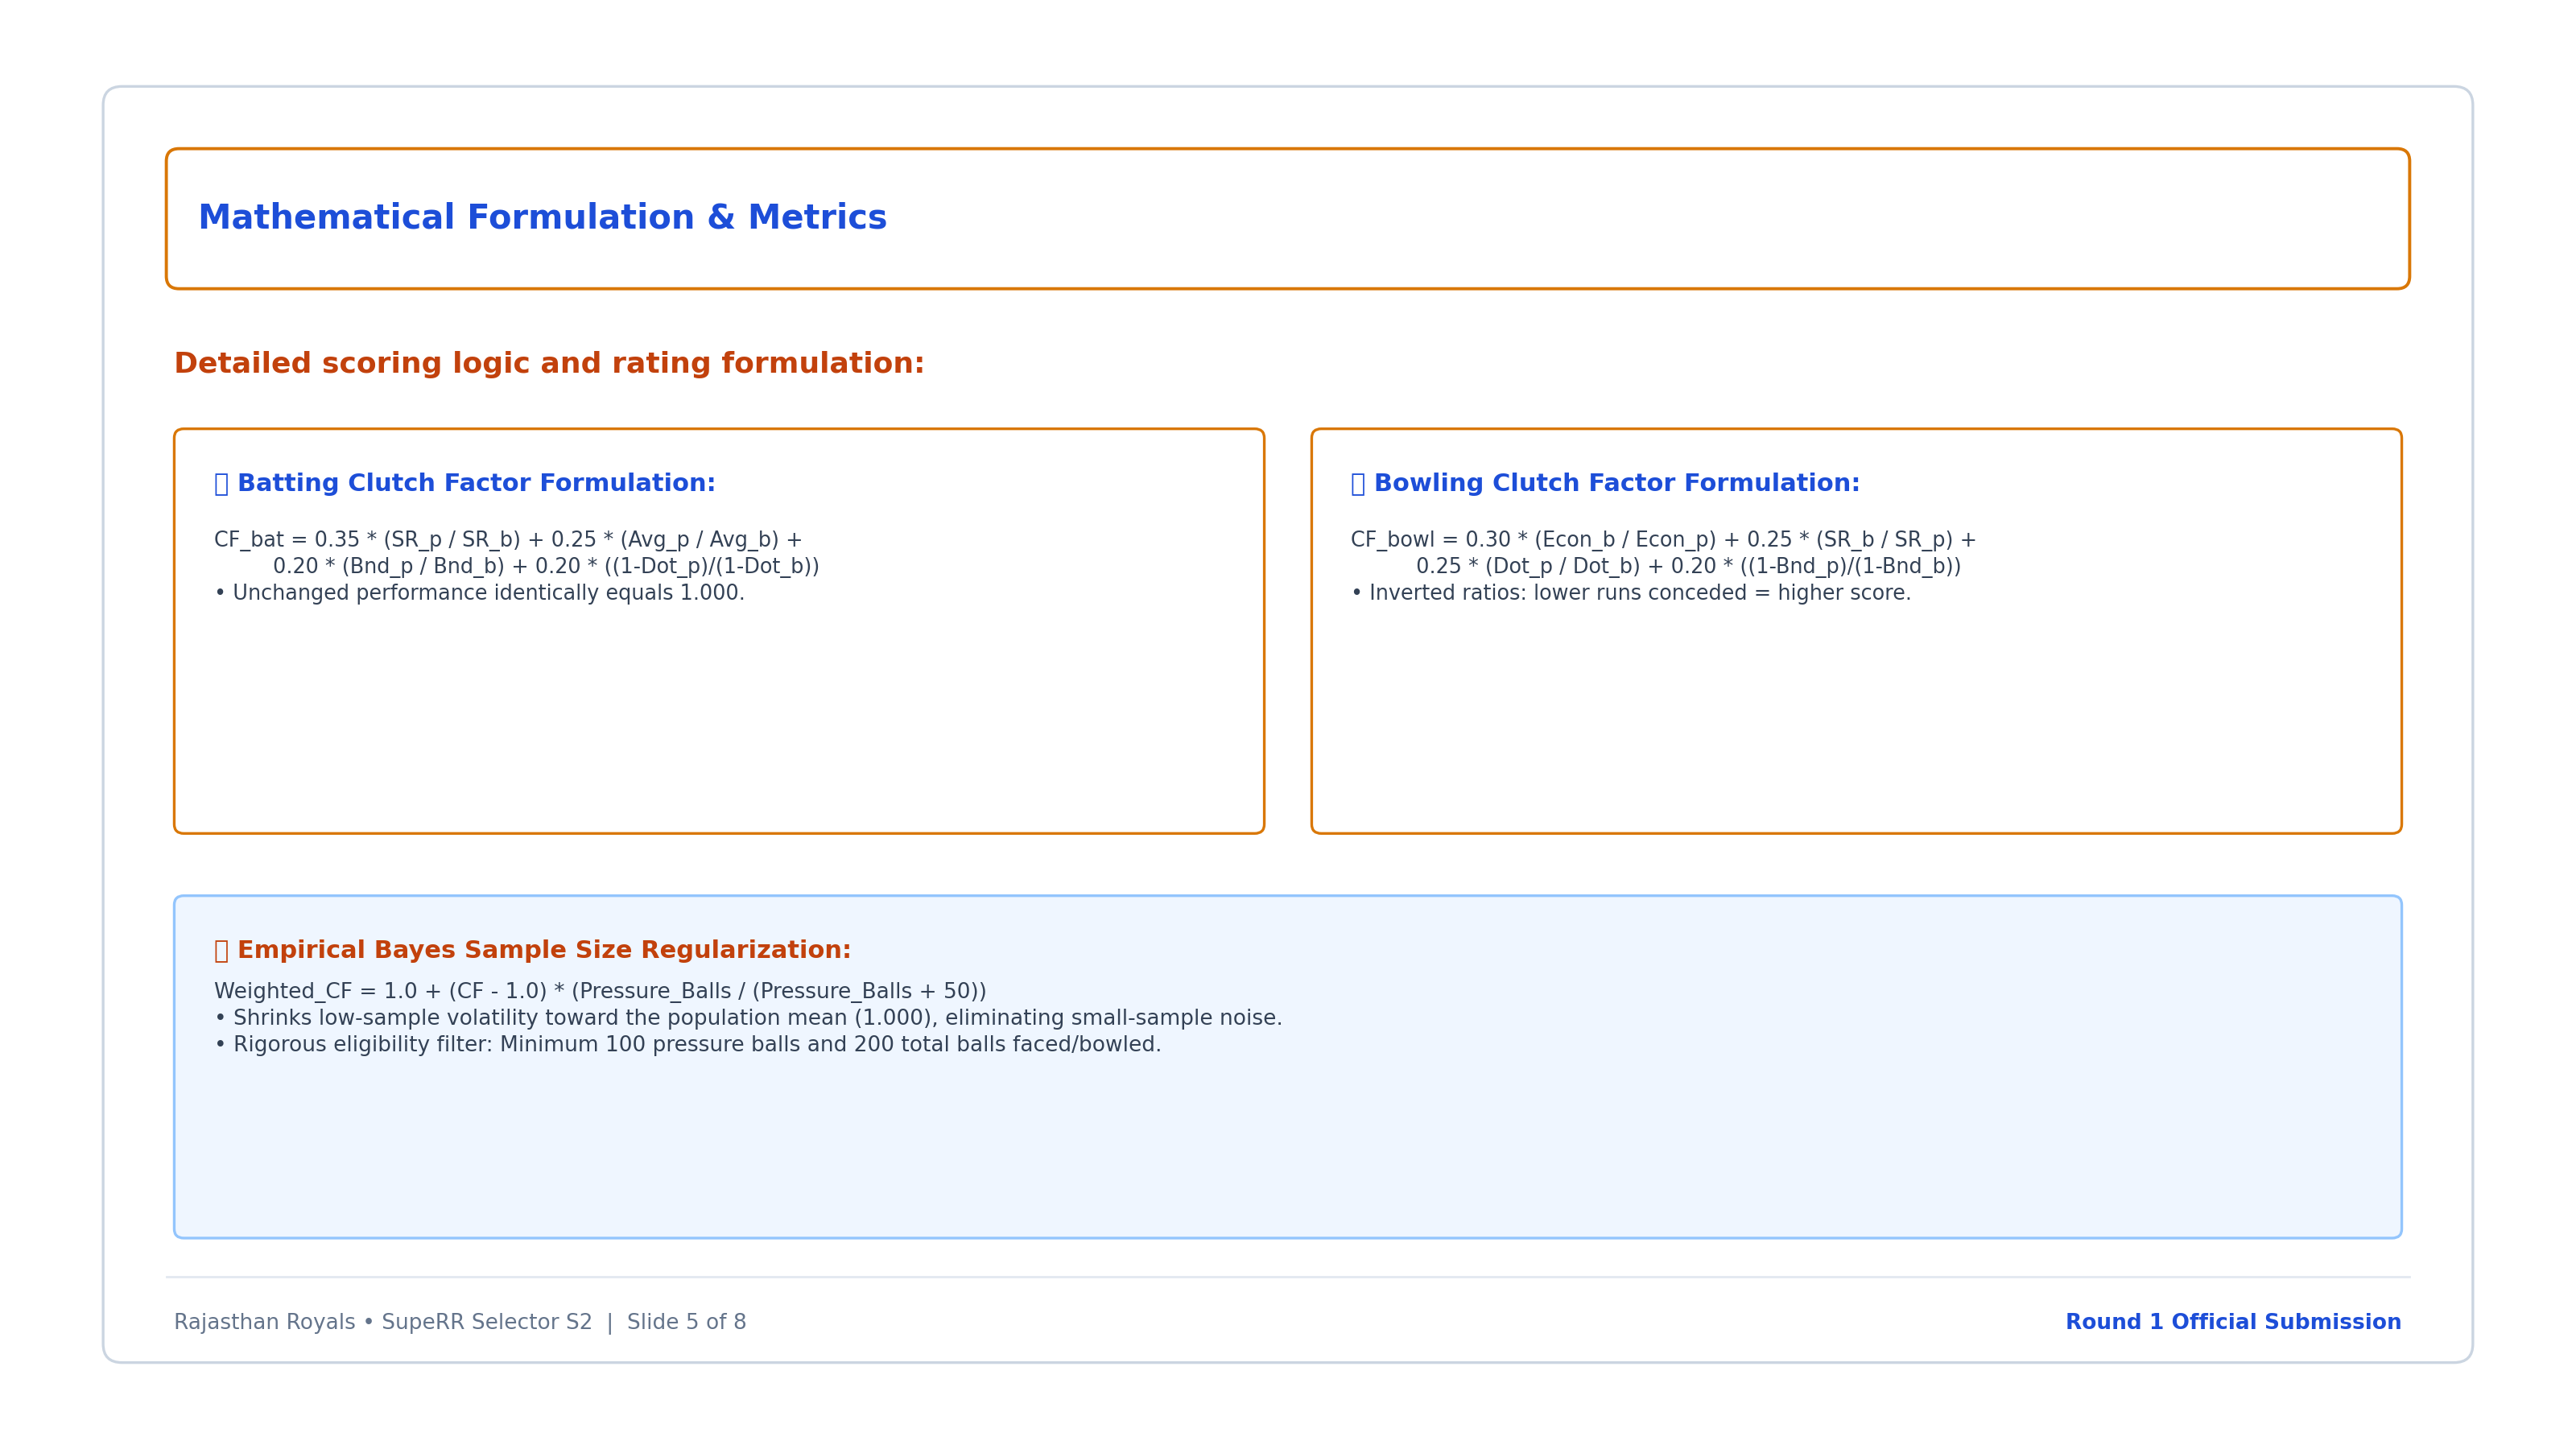 Mathematical Formulation & Metrics
Detailed scoring logic and rating formulation:
Batting Clutch Factor Formulation:
CF_bat = 0.35 * (SR_p / SR_b) + 0.25 * (Avg_p / Avg_b) +
0.20 * (Bnd_p / Bnd_b) + 0.20 * ((1-Dot_p)/(1-Dot_b))
• Unchanged performance identically equals 1.000.
Bowling Clutch Factor Formulation:
CF_bowl = 0.30 * (Econ_b / Econ_p) + 0.25 * (SR_b / SR_p) +
0.25 * (Dot_p / Dot_b) + 0.20 * ((1-Bnd_p)/(1-Bnd_b))
• Inverted ratios: lower runs conceded = higher score.
Empirical Bayes Sample Size Regularization:
Weighted_CF = 1.0 + (CF - 1.0) * (Pressure_Balls / (Pressure_Balls + 50))
• Shrinks low-sample volatility toward the population mean (1.000), eliminating small-sample noise.
• Rigorous eligibility filter: Minimum 100 pressure balls and 200 total balls faced/bowled.
Rajasthan Royals • SupeRR Selector S2 | Slide 5 of 8
Round 1 Official Submission